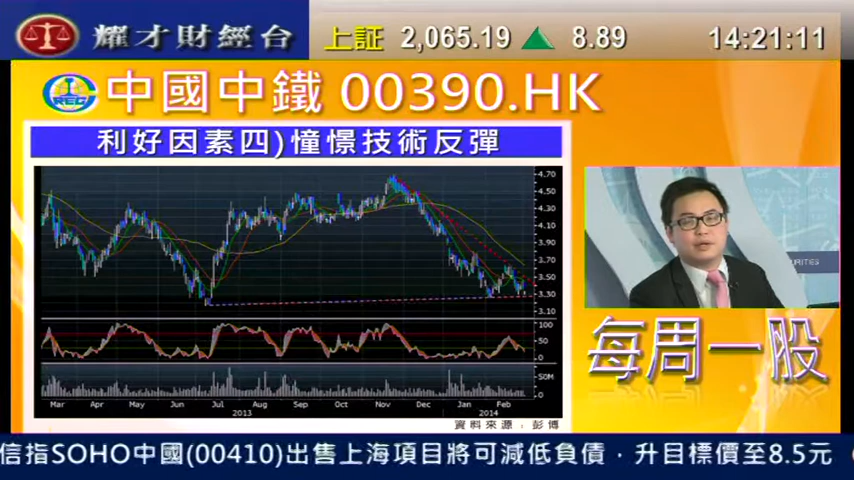 耀才財經台
上証 2,065.19 8.89 14:21:11
中國中鐵 00390.HK
利好因素四)憧憬技術反彈
4.70
4.50
4.30
4.10
3.90
3.70
3.50
3.30
3.10
100
50
0
50M
0
Mar Apr May Jun Jul Aug Sep Oct Nov Dec Jan Feb
2013 2014
資料來源：彭博
每周一股
信指SOHO中國(00410)出售上海項目將可減低負債，升目標價至8.5元